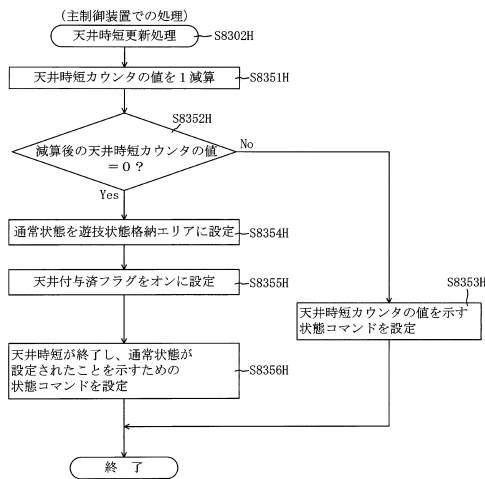 (主制御装置での処理)
天井時短更新処理
S8302H
天井時短カウンタの値を1減算
S8351H
S8352H
減算後の天井時短カウンタの値
=0?
No
Yes
通常状態を遊技状態格納エリアに設定
S8354H
天井付与済フラグをオンに設定
S8355H
S8353H
天井時短カウンタの値を示す
状態コマンドを設定
天井時短が終了し、通常状態が
設定されたことを示すための
状態コマンドを設定
S8356H
終 了